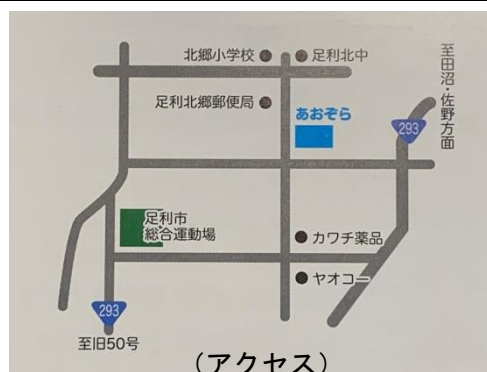 北郷小学校
足利北中
至田沼・佐野方面
足利北郷郵便局
あおぞら
293
足利市
総合運動場
カワチ薬品
ヤオコー
293
至旧50号
（アクセス）